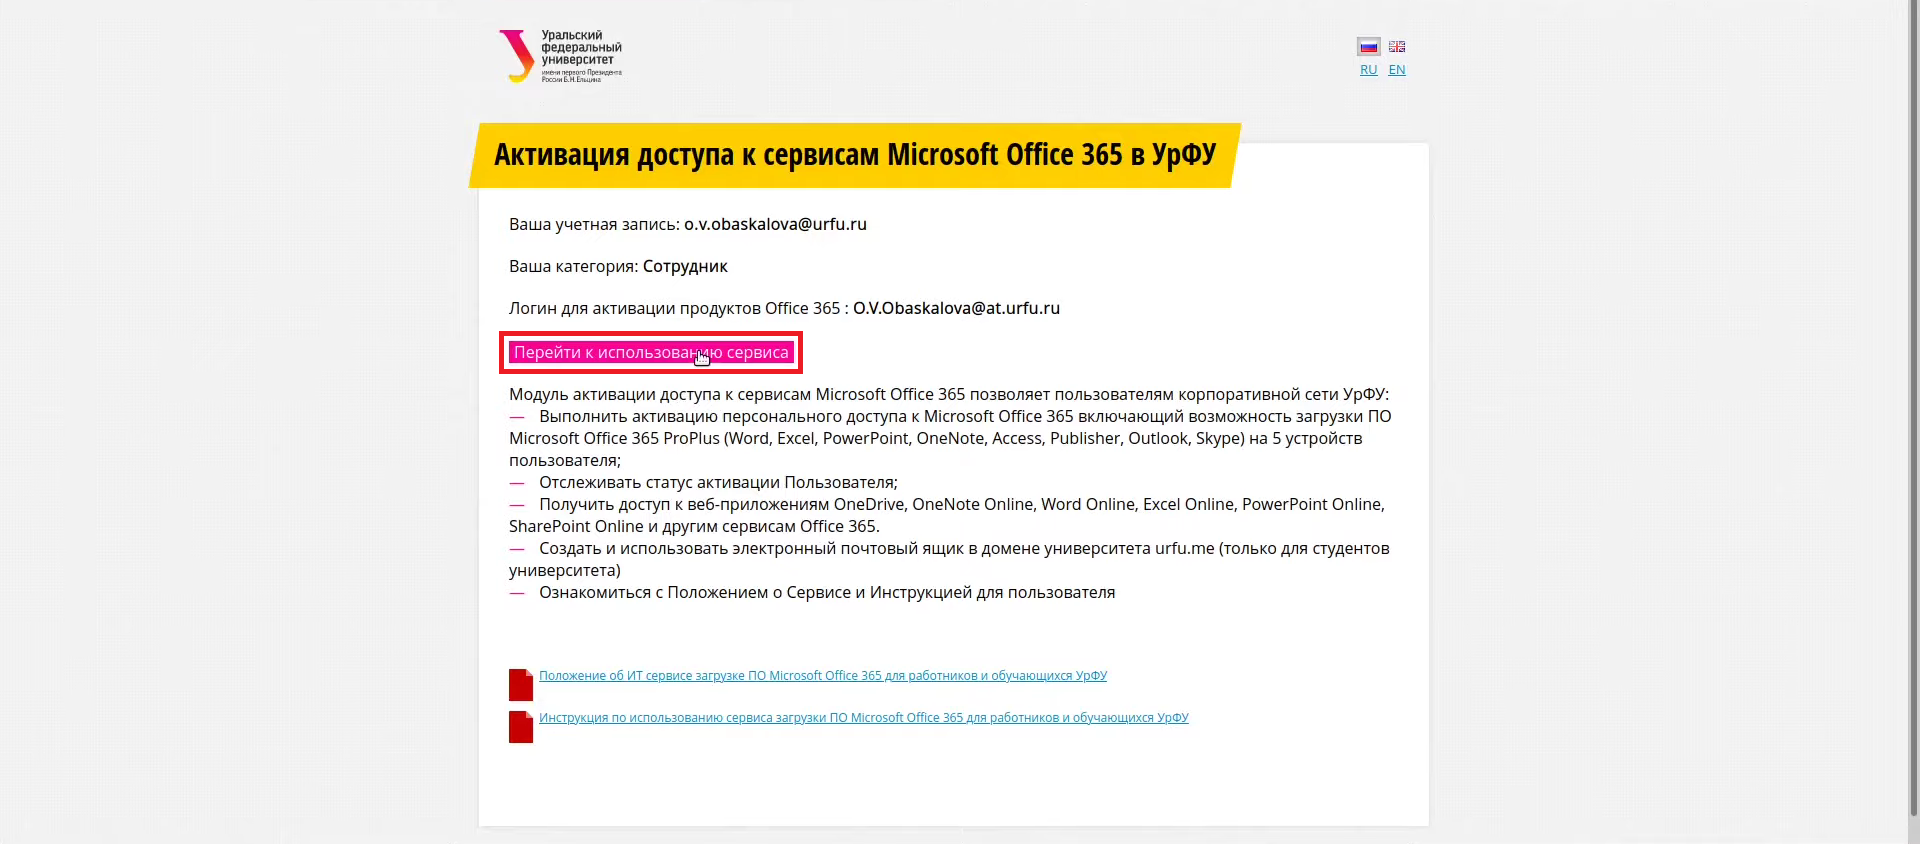 Уральский
федеральный
университет
имени первого Президента
России Б.Н.Ельцина
RU EN
Активация доступа к сервисам Microsoft Office 365 в УрФУ
Ваша учетная запись: o.v.obaskalova@urfu.ru
Ваша категория: Сотрудник
Логин для активации продуктов Office 365 : O.V.Obaskalova@at.urfu.ru
Перейти к использованию сервиса
Модуль активации доступа к сервисам Microsoft Office 365 позволяет пользователям корпоративной сети УрФУ:
— Выполнить активацию персонального доступа к Microsoft Office 365 включающий возможность загрузки ПО
Microsoft Office 365 ProPlus (Word, Excel, PowerPoint, OneNote, Access, Publisher, Outlook, Skype) на 5 устройств
пользователя;
— Отслеживать статус активации Пользователя;
— Получить доступ к веб-приложениям OneDrive, OneNote Online, Word Online, Excel Online, PowerPoint Online,
SharePoint Online и другим сервисам Office 365.
— Создать и использовать электронный почтовый ящик в домене университета urfu.me (только для студентов
университета)
— Ознакомиться с Положением о Сервисе и Инструкцией для пользователя
Положение об ИТ сервисе загрузке ПО Microsoft Office 365 для работников и обучающихся УрФУ
Инструкция по использованию сервиса загрузки ПО Microsoft Office 365 для работников и обучающихся УрФУ